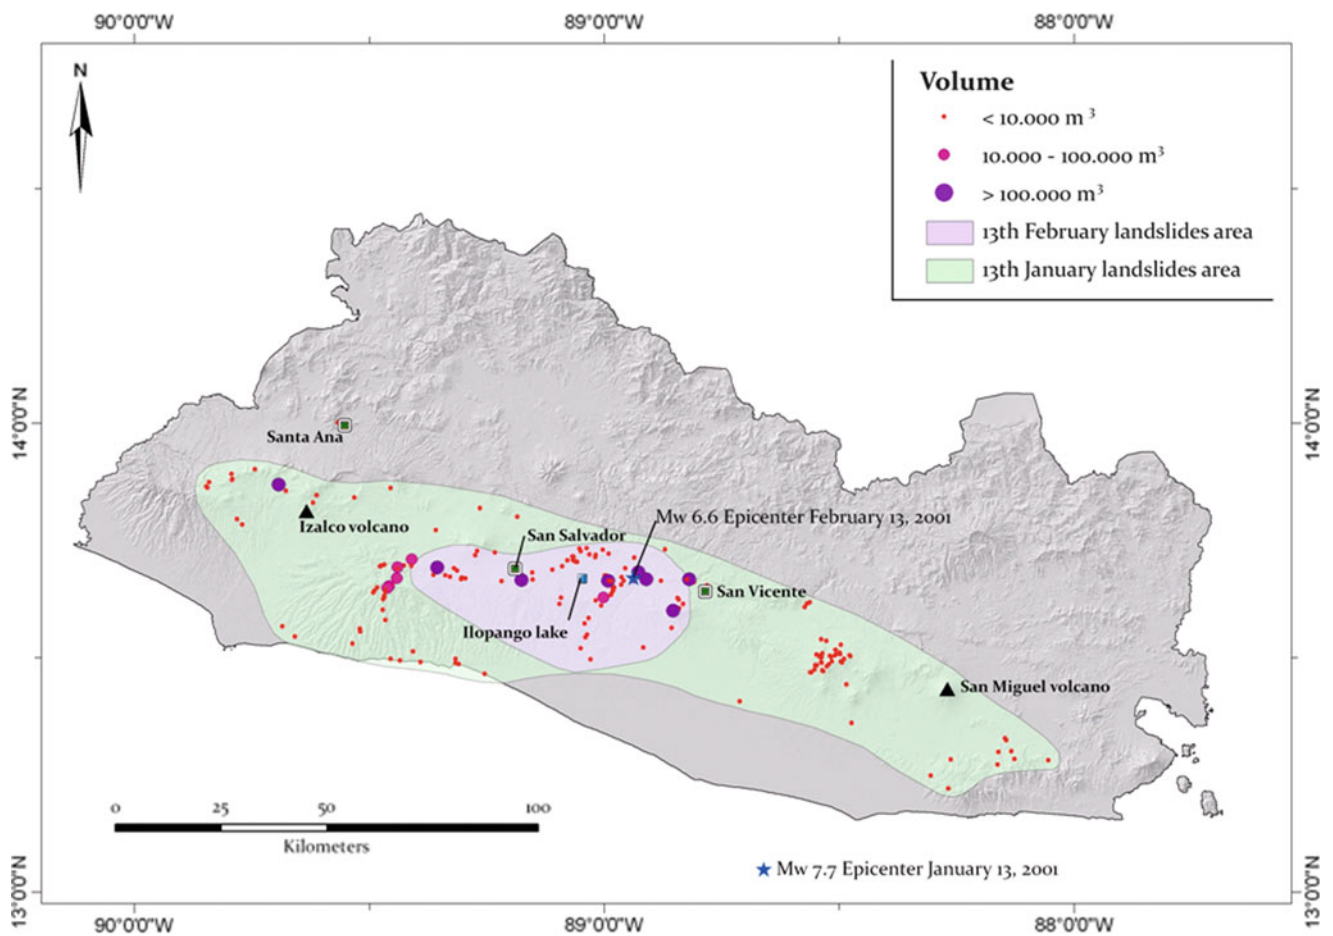 90°0'0"W 89°0'0"W 88°0'0"W
N
Volume
< 10.000 m³
10.000 - 100.000 m³
> 100.000 m³
13th February landslides area
13th January landslides area
14°0'0"N 14°0'0"N
Santa Ana
Izalco volcano
Mw 6.6 Epicenter February 13, 2001
San Salvador
San Vicente
Ilopango lake
San Miguel volcano
0 25 50 100
Kilometers
Mw 7.7 Epicenter January 13, 2001
13°0'0"N 13°0'0"N
90°0'0"W 89°0'0"W 88°0'0"W